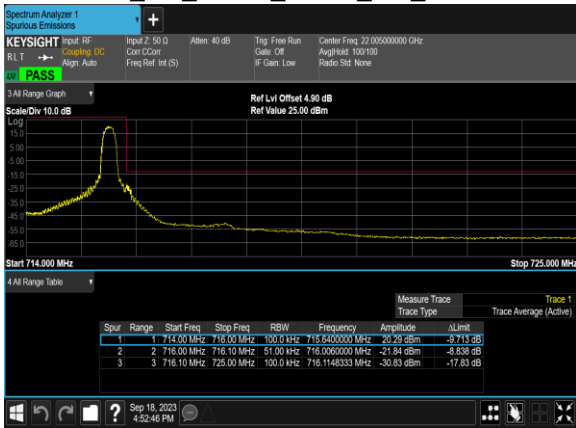 Spectrum Analyzer 1
Spurious Emissions
+
KEYSIGHT Input: RF Input Z: 50 Ω Atten: 40 dB Trig: Free Run Center Freq: 22.005000000 GHz
RLT Coupling: DC Corr CCorr Gate: Off Avg|Hold: 100/100
Align: Auto Freq Ref: Int (S) IF Gain: Low Radio Std: None
PASS
3 All Range Graph
Ref Lvl Offset 4.90 dB
Scale/Div 10.0 dB Ref Value 25.00 dBm
Log
15.0
5.00
-5.00
-15.0
-25.0
-35.0
-45.0
-55.0
-65.0
Start 714.000 MHz Stop 725.000 MHz
4 All Range Table
Measure Trace Trace 1
Trace Type Trace Average (Active)
Spur Range Start Freq Stop Freq RBW Frequency Amplitude ΔLimit
1 1 714.00 MHz 716.00 MHz 100.0 kHz 715.6400000 MHz 20.29 dBm -9.713 dB
2 2 716.00 MHz 716.10 MHz 51.00 kHz 716.0060000 MHz -21.84 dBm -8.838 dB
3 3 716.10 MHz 725.00 MHz 100.0 kHz 716.1148333 MHz -30.83 dBm -17.83 dB
? Sep 18, 2023
4:52:46 PM